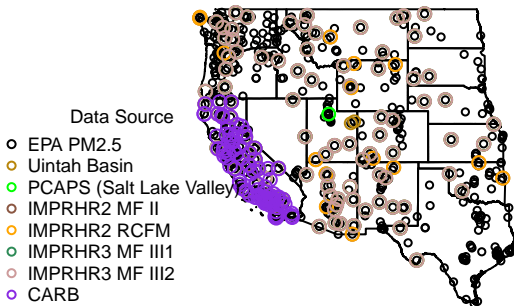 Data Source
EPA PM2.5
Uintah Basin
PCAPS (Salt Lake Valley)
IMPRHR2 MF II
IMPRHR2 RCFM
IMPRHR3 MF III1
IMPRHR3 MF III2
CARB